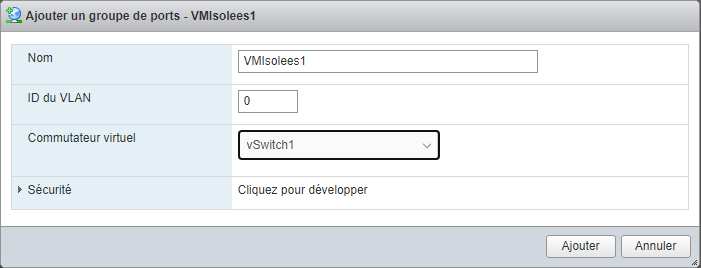 Ajouter un groupe de ports - VMIsolees1
Nom VMIsolees1
ID du VLAN 0
Commutateur virtuel vSwitch1
Sécurité Cliquez pour développer
Ajouter Annuler